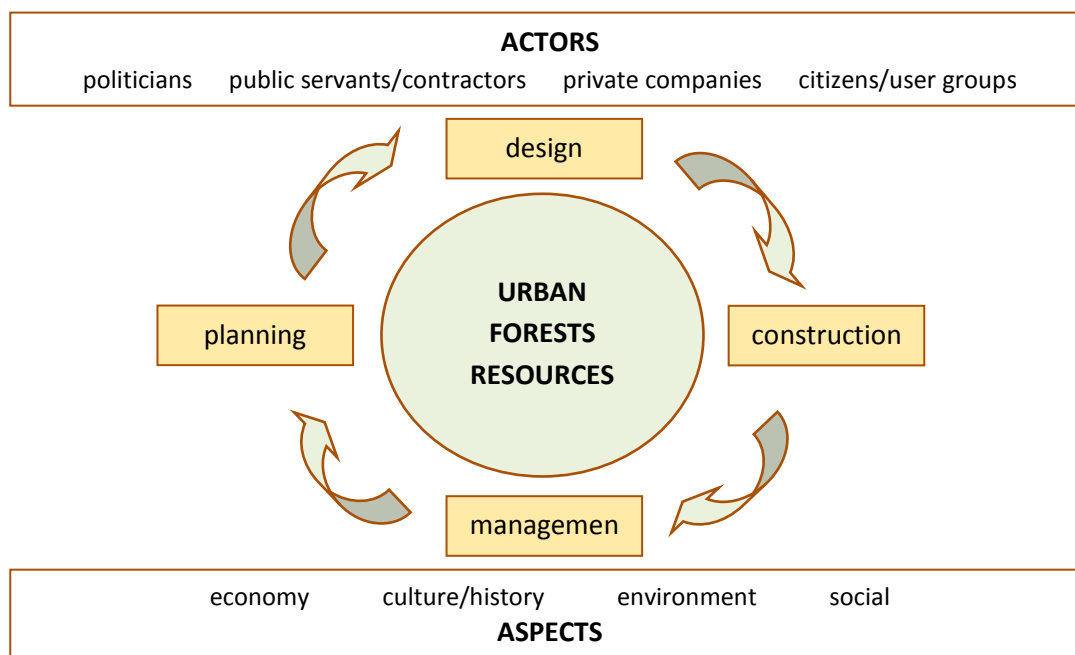 ACTORS
politicians public servants/contractors private companies citizens/user groups
design
planning
URBAN
FORESTS
RESOURCES
construction
managemen
economy culture/history environment social
ASPECTS